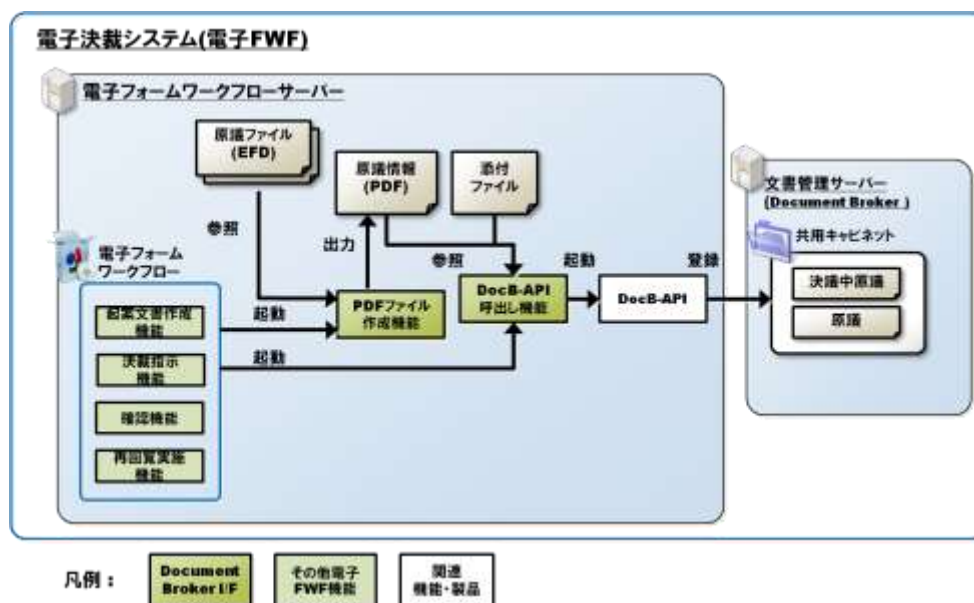 電子決裁システム(電子FWF)
電子フォームワークフローサーバー
原議ファイル
(EFD)
原議情報
(PDF)
添付
ファイル
文書管理サーバー
(Document Broker )
共用キャビネット
参照
出力
参照
起動
登録
電子フォーム
ワークフロー
決議中原議
原議
DocB-API
呼出し機能
DocB-API
PDFファイル
作成機能
起案文書作成
機能
起動
決裁指示
機能
起動
確認機能
再回覧実施
機能
凡例：
Document
Broker I/F
その他電子
FWF機能
関連
機能・製品